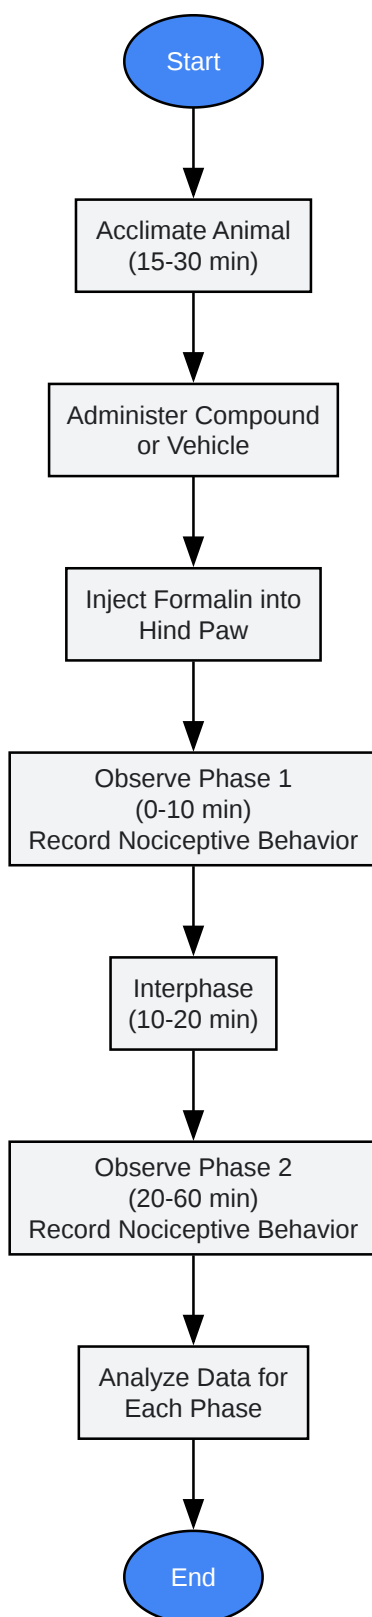 Start
Acclimate Animal
(15-30 min)
Administer Compound
or Vehicle
Inject Formalin into
Hind Paw
Observe Phase 1
(0-10 min)
Record Nociceptive Behavior
Interphase
(10-20 min)
Observe Phase 2
(20-60 min)
Record Nociceptive Behavior
Analyze Data for
Each Phase
End